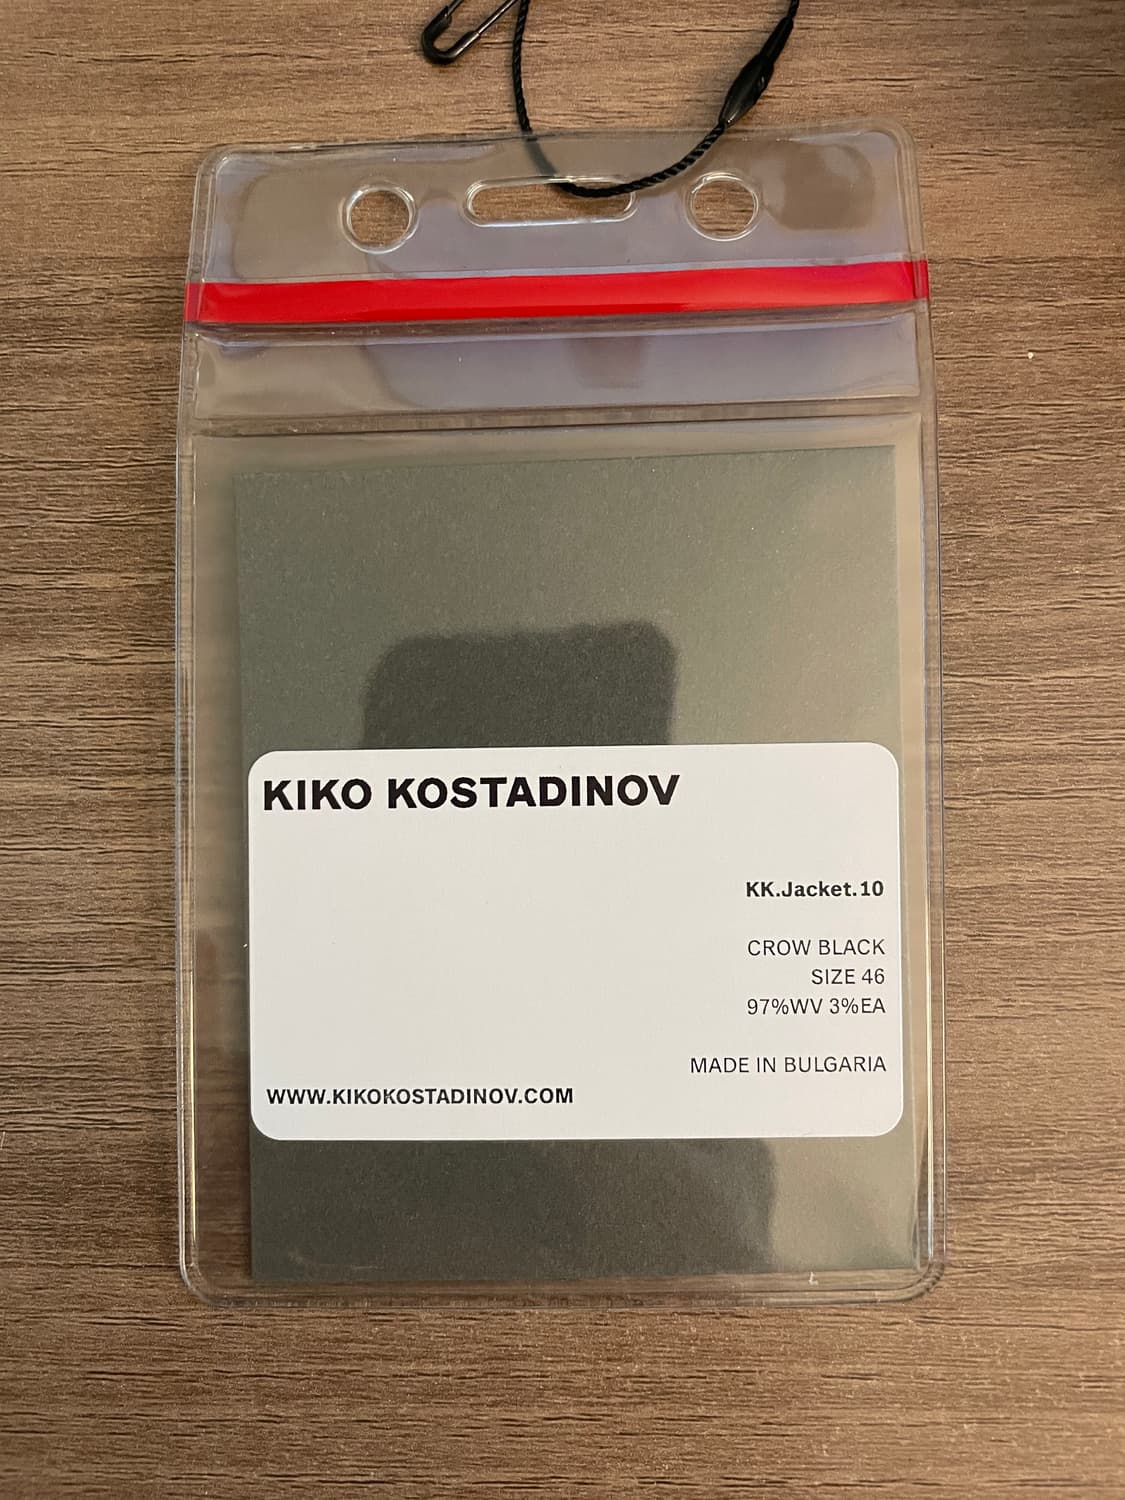 KIKO KOSTADINOV
KK.Jacket.10
CROW BLACK
SIZE 46
97%WV 3%EA
MADE IN BULGARIA
WWW.KIKOKOSTADINOV.COM